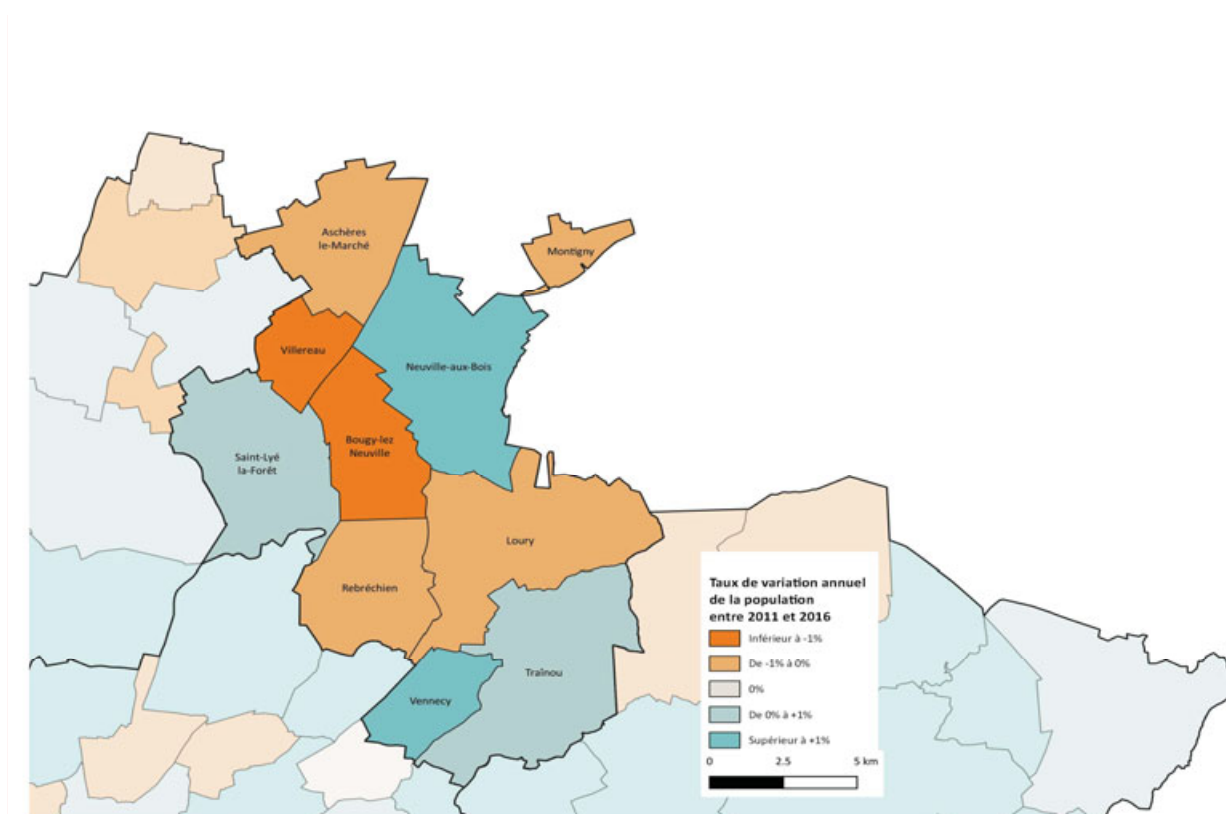 Aschères
le-Marché
Montigny
Villereau
Neuville-aux-Bois
Bougy-lez
Neuville
Saint-Lyé
la-Forêt
Loury
Rebréchien
Traînou
Vennecy
Taux de variation annuel
de la population
entre 2011 et 2016
Inférieur à -1%
De -1% à 0%
0%
De 0% à +1%
Supérieur à +1%
0 2.5 5 km